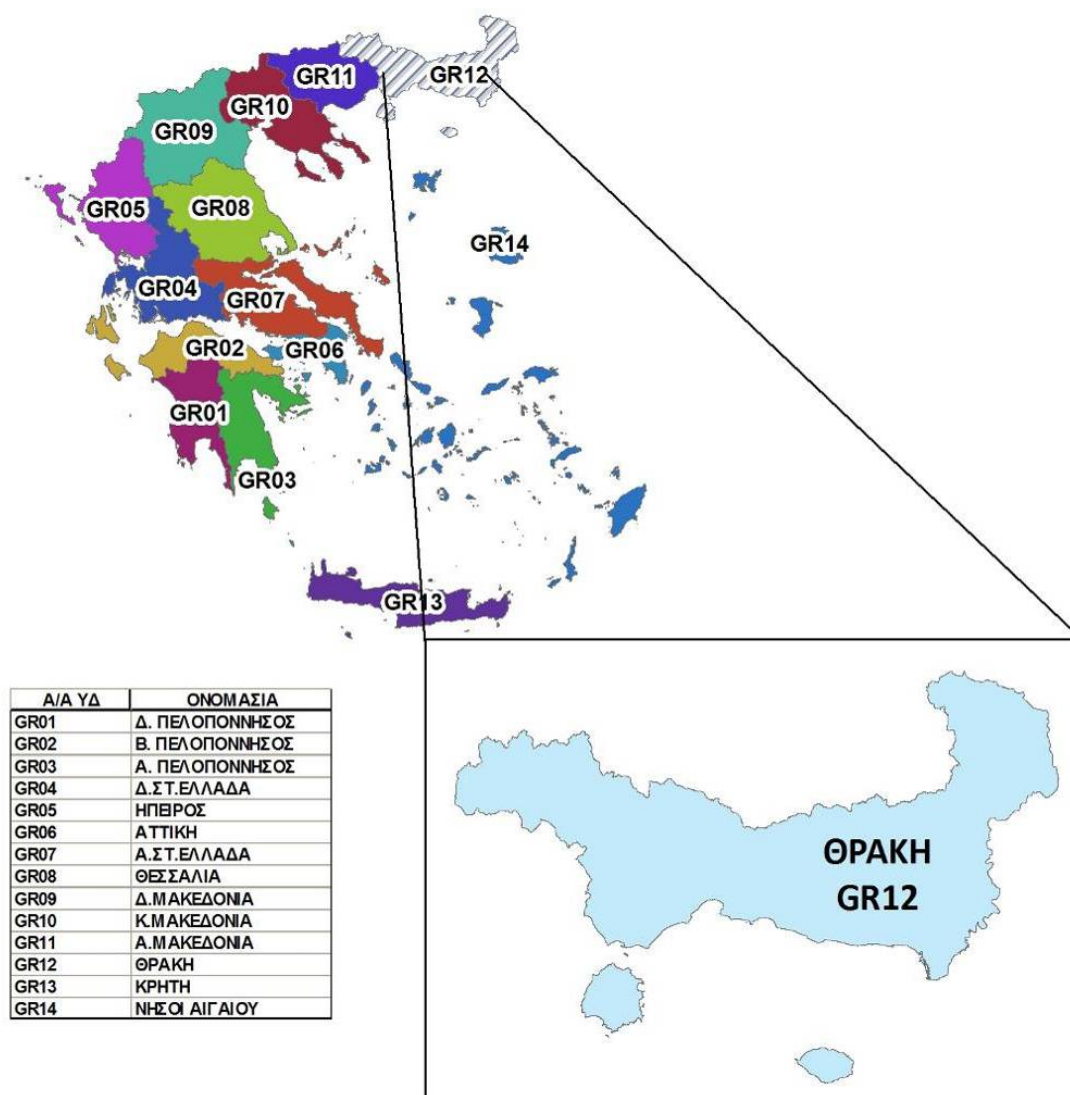 GR11
GR12
GR10
GR09
GR05
GR08
GR14
GR04
GR07
GR02
GR06
GR01
GR03
GR13
Α/Α ΥΔ ΟΝΟΜΑΣΙΑ
GR01 Δ. ΠΕΛΟΠΟΝΝΗΣΟΣ
GR02 Β. ΠΕΛΟΠΟΝΝΗΣΟΣ
GR03 Α. ΠΕΛΟΠΟΝΝΗΣΟΣ
GR04 Δ.ΣΤ.ΕΛΛΑΔΑ
GR05 ΗΠΕΙΡΟΣ
GR06 ΑΤΤΙΚΗ
GR07 Α.ΣΤ.ΕΛΛΑΔΑ
GR08 ΘΕΣΣΑΛΙΑ
GR09 Δ.ΜΑΚΕΔΟΝΙΑ
GR10 Κ.ΜΑΚΕΔΟΝΙΑ
GR11 Α.ΜΑΚΕΔΟΝΙΑ
GR12 ΘΡΑΚΗ
GR13 ΚΡΗΤΗ
GR14 ΝΗΣΟΙ ΑΙΓΑΙΟΥ
ΘΡΑΚΗ
GR12